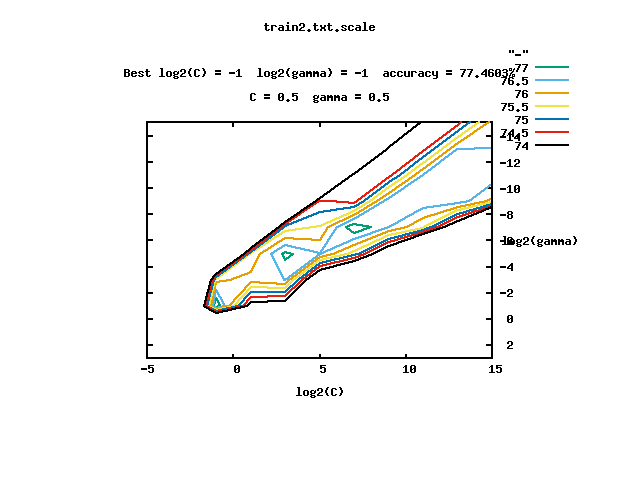 train2.txt.scale
"-"
Best log2(C) = -1  log2(gamma) = -1  accuracy = 77.4603%
77
76.5
C = 0.5  gamma = 0.5
76
75.5
75
74.5
74
-14
-12
-10
-8
-6
log2(gamma)
-4
-2
0
2
-5 0 5 10 15
log2(C)